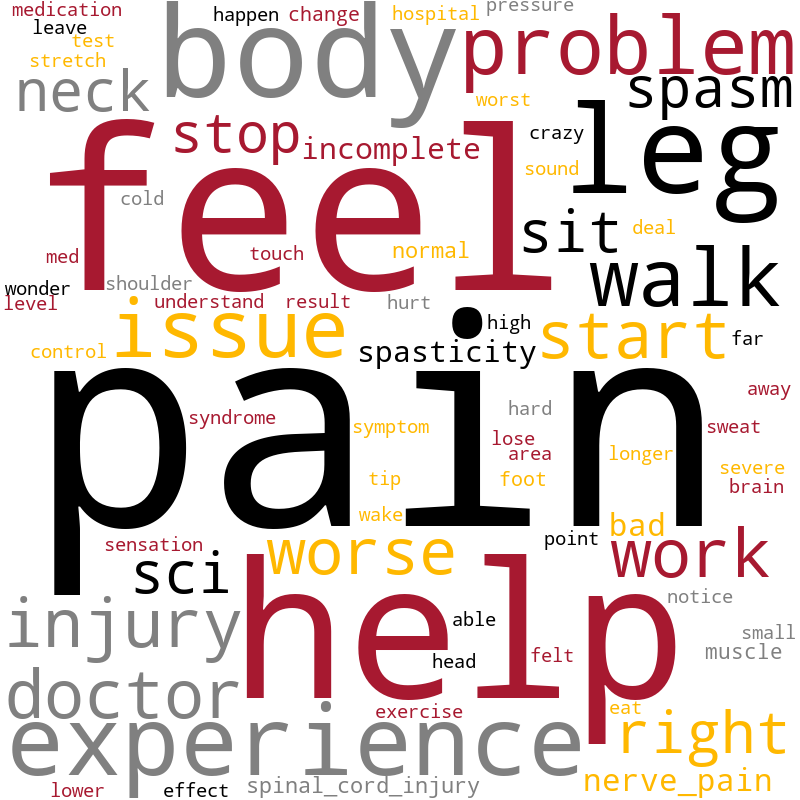 medication
happen
change
hospital
pressure
leave
test
stretch
neck
body
problem
worst
spasm
feel
stop
incomplete
crazy
sound
leg
cold
med
touch
normal
sit
deal
wonder
shoulder
level
understand
result
hurt
walk
control
issue
high
spasticity
start
far
pain
syndrome
symptom
hard
away
lose
area
sweat
tip
foot
longer
severe
brain
wake
bad
sensation
worse
point
work
sci
help
notice
injury
able
small
head
felt
muscle
doctor
exercise
eat
experience
right
lower
effect
spinal_cord_injury
nerve_pain